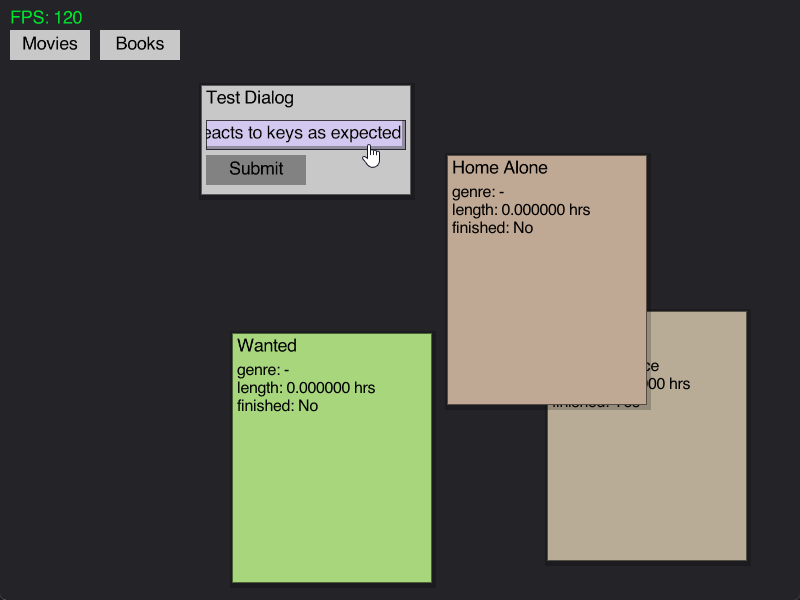 FPS: 120
Movies
Books
Test Dialog
eacts to keys as expected
Submit
Home Alone
genre: -
length: 0.000000 hrs
finished: No
Wanted
genre: -
length: 0.000000 hrs
finished: No
ce
00 hrs